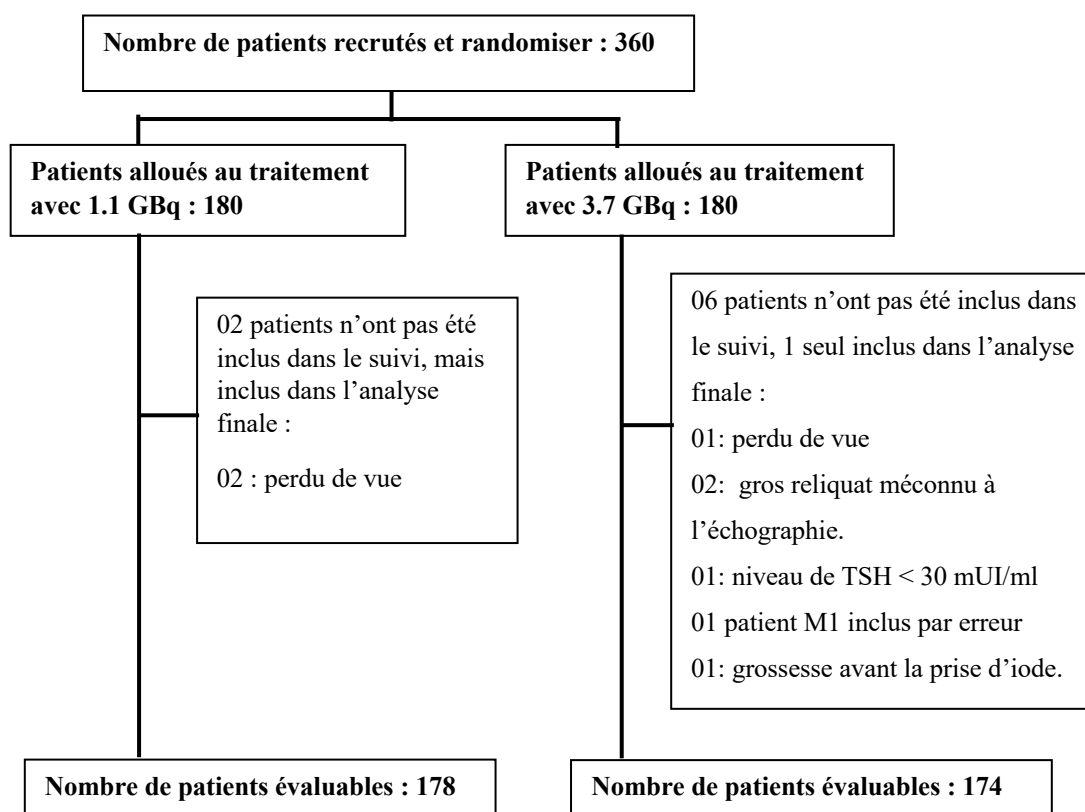 Nombre de patients recrutés et randomiser : 360
Patients alloués au traitement
avec 1.1 GBq : 180
Patients alloués au traitement
avec 3.7 GBq : 180
02 patients n’ont pas été
inclus dans le suivi, mais
inclus dans l’analyse
finale :
02 : perdu de vue
06 patients n’ont pas été inclus dans
le suivi, 1 seul inclus dans l’analyse
finale :
01: perdu de vue
02: gros reliquat méconnu à
l’échographie.
01: niveau de TSH < 30 mUI/ml
01 patient M1 inclus par erreur
01: grossesse avant la prise d’iode.
Nombre de patients évaluables : 178
Nombre de patients évaluables : 174